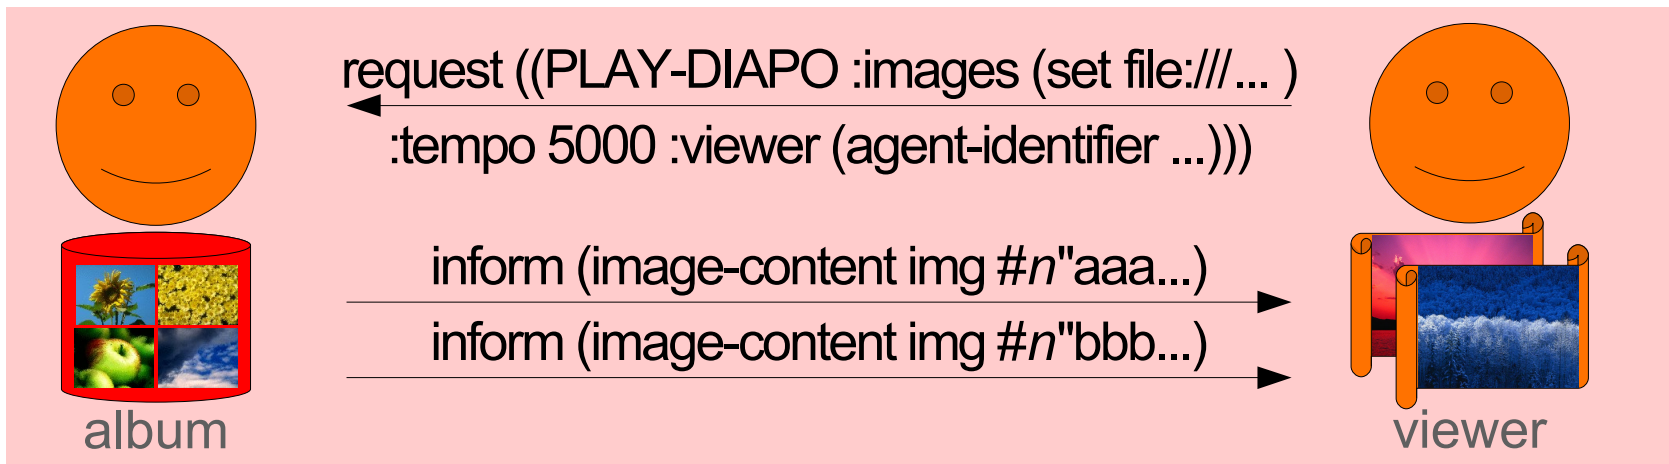 request ((PLAY-DIAPO :images (set file:///... )
:tempo 5000 :viewer (agent-identifier ...)))
inform (image-content img #n"aaa...)
inform (image-content img #n"bbb...)
album
viewer